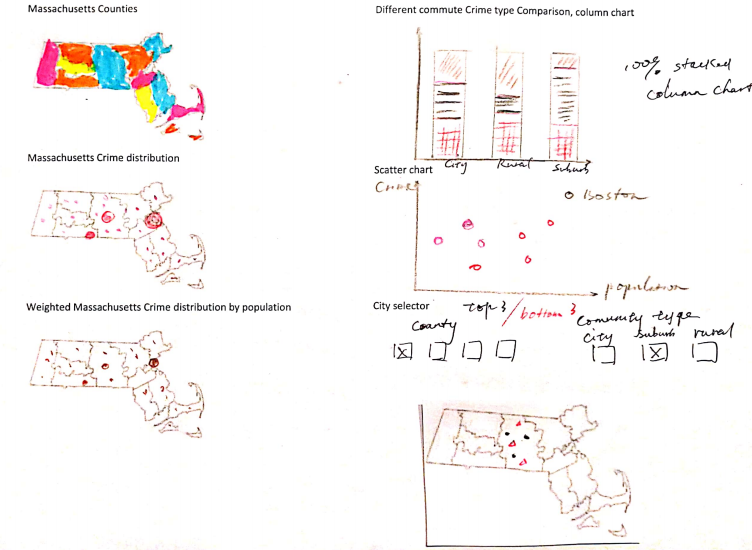 Massachusetts Counties
Massachusetts Crime distribution
Weighted Massachusetts Crime distribution by population
Different commute Crime type Comparison, column chart
100% stacked
column chart
City Rural Suburb
Scatter chart
Boston
population
City selector
top 3/bottom 3
County
Comunity type
city suburb rural